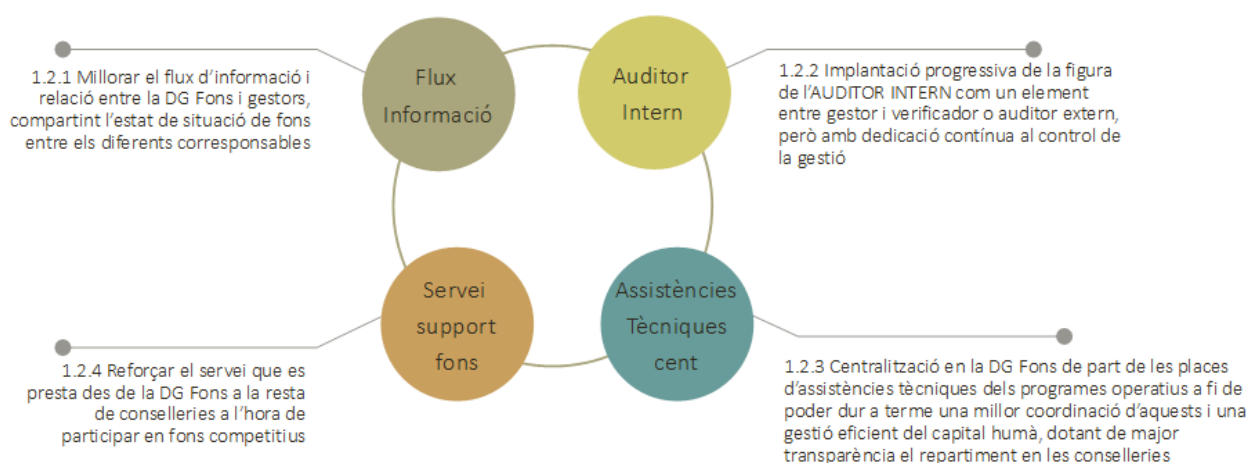 Flux
Informació
Auditor
Intern
1.2.1 Millorar el flux d’informació i
relació entre la DG Fons i gestors,
compartint l’estat de situació de fons
entre els diferents corresponsables
1.2.2 Implantació progressiva de la figura
de l’AUDITOR INTERN com un element
entre gestor i verificador o auditor extern,
però amb dedicació contínua al control de
la gestió
Servei
support
fons
Assistències
Tècniques
cent
1.2.4 Reforçar el servei que es
presta des de la DG Fons a la resta
de conselleries a l’hora de
participar en fons competitius
1.2.3 Centralització en la DG Fons de part de les places
d’assistències tècniques dels programes operatius a fi de
poder dur a terme una millor coordinació d’aquests i una
gestió eficient del capital humà, dotant de major
transparència el repartiment en les conselleries